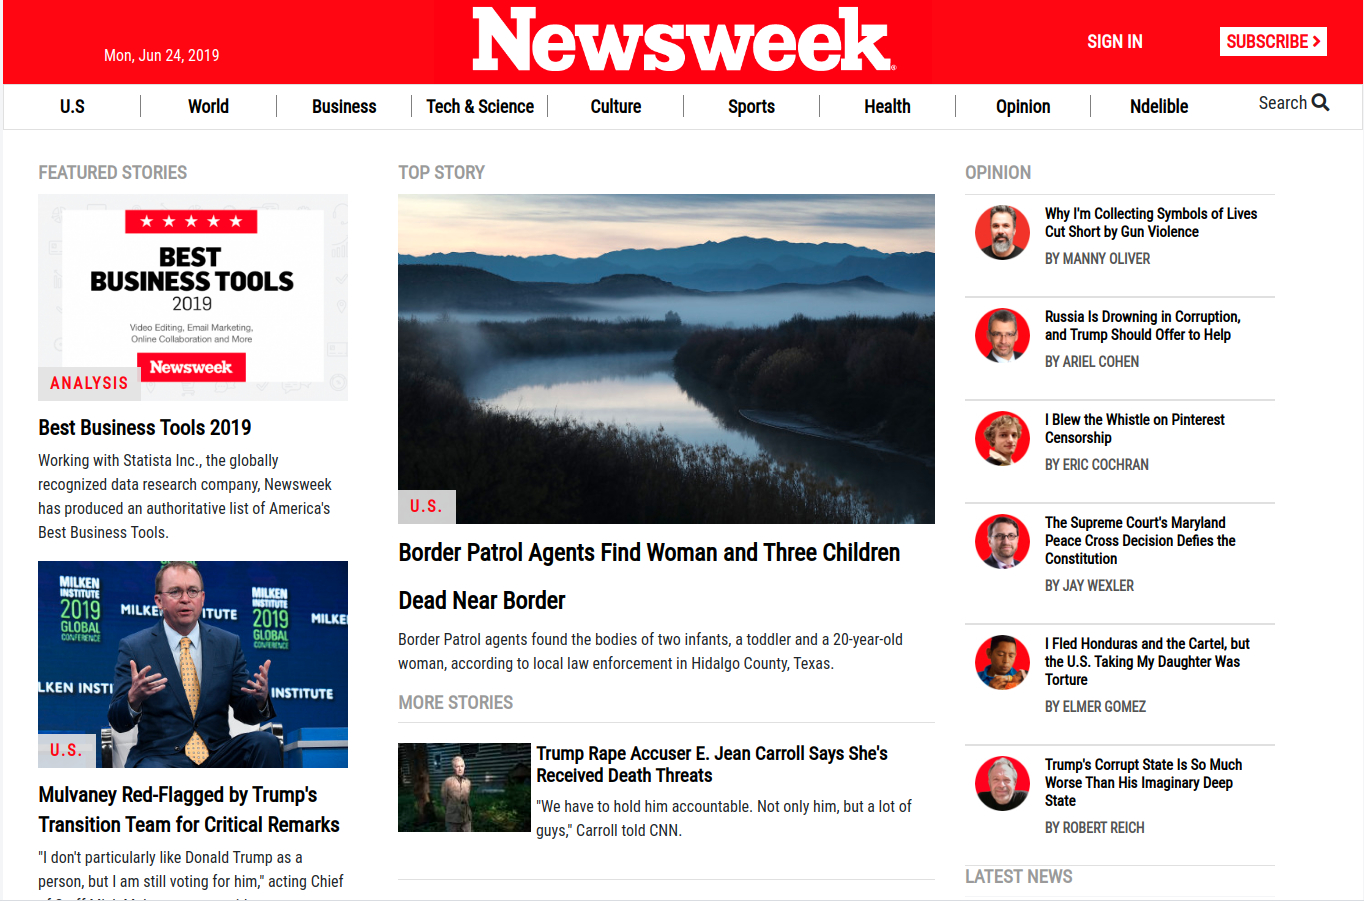 Newsweek
Mon, Jun 24, 2019
SIGN IN
SUBSCRIBE
U.S
World
Business
Tech & Science
Culture
Sports
Health
Opinion
Ndelible
Search
FEATURED STORIES
BEST
BUSINESS TOOLS
2019
Video Editing, Email Marketing,
Online Collaboration and More
Newsweek
ANALYSIS
Best Business Tools 2019
Working with Statista Inc., the globally
recognized data research company, Newsweek
has produced an authoritative list of America's
Best Business Tools.
MILKEN
INSTITUTE
2019
GLOBAL
CONFERENCE
MILKE
ITUTE
MILKEN
INSTITUTE
2019
GLOBAL
CONFERENCE
MILKE
LKEN INSTI
INSTITUTE
U.S.
Mulvaney Red-Flagged by Trump's
Transition Team for Critical Remarks
"I don't particularly like Donald Trump as a
person, but I am still voting for him," acting Chief
TOP STORY
U.S.
Border Patrol Agents Find Woman and Three Children
Dead Near Border
Border Patrol agents found the bodies of two infants, a toddler and a 20-year-old
woman, according to local law enforcement in Hidalgo County, Texas.
MORE STORIES
Trump Rape Accuser E. Jean Carroll Says She's
Received Death Threats
"We have to hold him accountable. Not only him, but a lot of
guys," Carroll told CNN.
OPINION
Why I'm Collecting Symbols of Lives
Cut Short by Gun Violence
BY MANNY OLIVER
Russia Is Drowning in Corruption,
and Trump Should Offer to Help
BY ARIEL COHEN
I Blew the Whistle on Pinterest
Censorship
BY ERIC COCHRAN
The Supreme Court's Maryland
Peace Cross Decision Defies the
Constitution
BY JAY WEXLER
I Fled Honduras and the Cartel, but
the U.S. Taking My Daughter Was
Torture
BY ELMER GOMEZ
Trump's Corrupt State Is So Much
Worse Than His Imaginary Deep
State
BY ROBERT REICH
LATEST NEWS